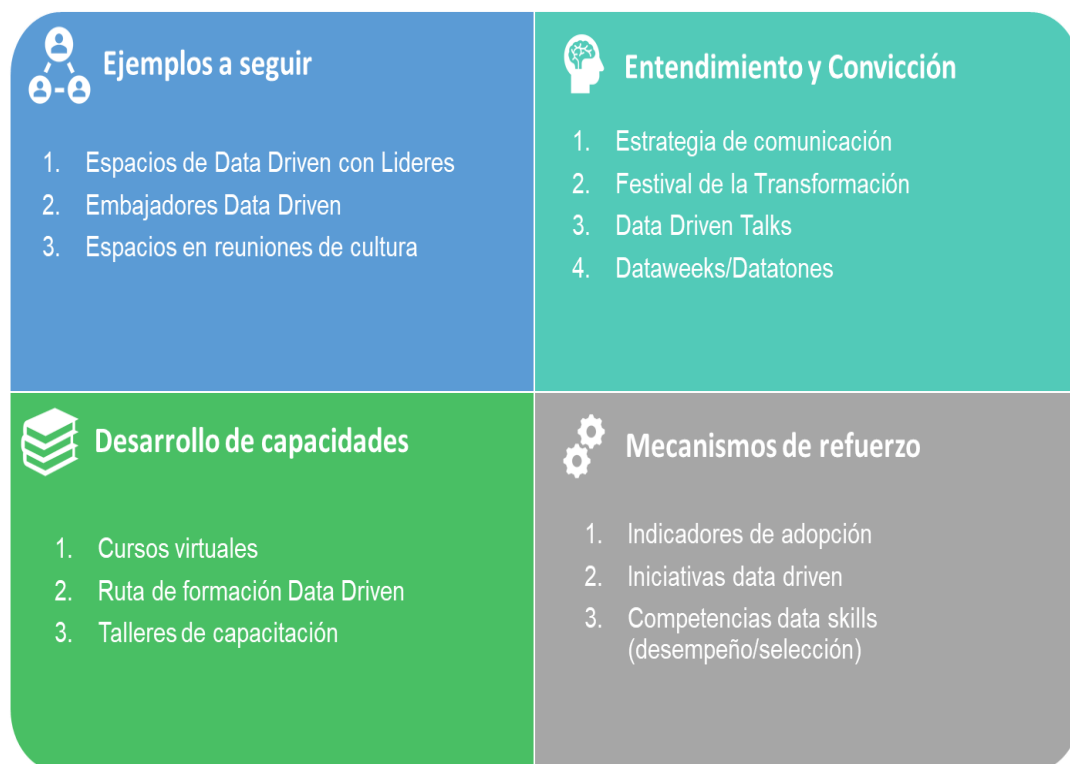 Ejemplos a seguir
1. Espacios de Data Driven con Lideres
2. Embajadores Data Driven
3. Espacios en reuniones de cultura
Entendimiento y Convicción
1. Estrategia de comunicación
2. Festival de la Transformación
3. Data Driven Talks
4. Dataweeks/Datatones
Desarrollo de capacidades
1. Cursos virtuales
2. Ruta de formación Data Driven
3. Talleres de capacitación
Mecanismos de refuerzo
1. Indicadores de adopción
2. Iniciativas data driven
3. Competencias data skills
(desempeño/selección)